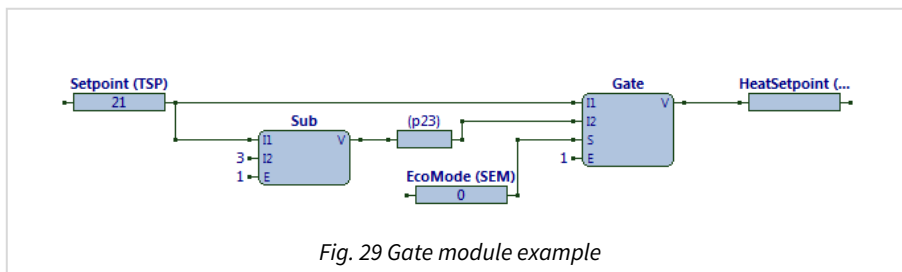 Setpoint (TSP)
21
Gate
HeatSetpoint (...
I1 V
I2
S
1 E
Sub
I1 V
3 I2
1 E
(p23)
EcoMode (SEM)
0
Fig. 29 Gate module example